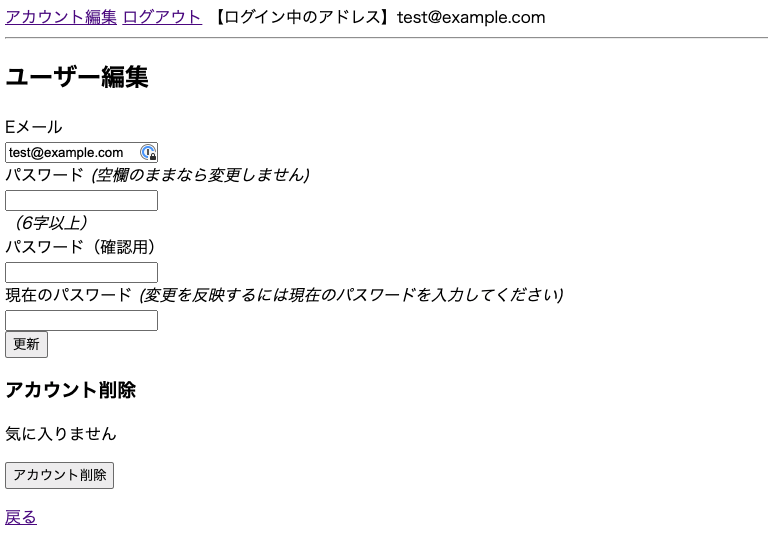 アカウント編集 ログアウト 【ログイン中のアドレス】test@example.com
ユーザー編集
Eメール
test@example.com
パスワード (空欄のままなら変更しません)
（6字以上）
パスワード（確認用）
現在のパスワード (変更を反映するには現在のパスワードを入力してください)
更新
アカウント削除
気に入りません
アカウント削除
戻る